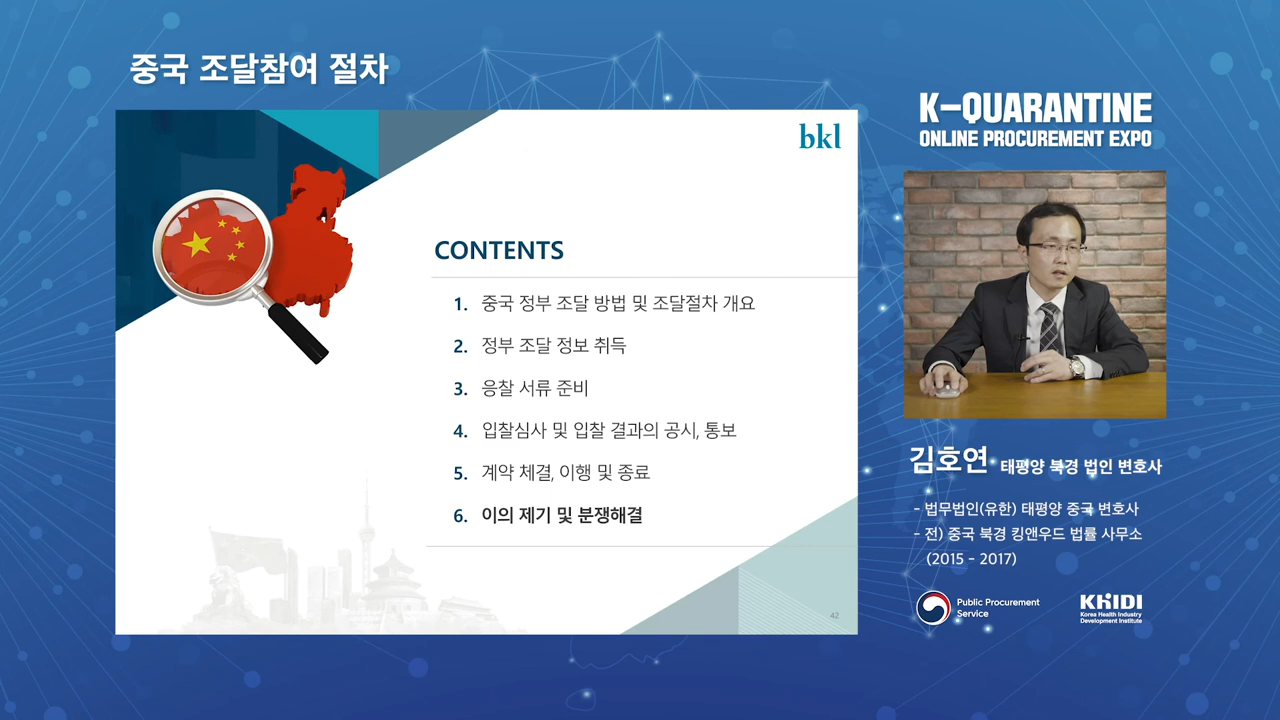 중국 조달참여 절차
bkl
CONTENTS
1. 중국 정부 조달 방법 및 조달절차 개요
2. 정부 조달 정보 취득
3. 응찰 서류 준비
4. 입찰심사 및 입찰 결과의 공시, 통보
5. 계약 체결, 이행 및 종료
6. 이의 제기 및 분쟁해결
42
K-QUARANTINE
ONLINE PROCUREMENT EXPO
김호연 태평양 북경 법인 변호사
- 법무법인(유한) 태평양 중국 변호사
- 전) 중국 북경 킹앤우드 법률 사무소
(2015 - 2017)
Public Procurement
Service
KHIDI
Korea Health Industry
Development Institute